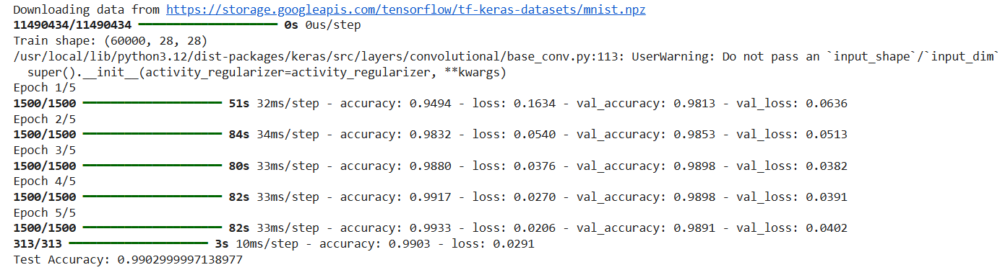 Downloading data from https://storage.googleapis.com/tensorflow/tf-keras-datasets/mnist.npz
11490434/11490434 ━━━━━━━━━━━━━━━━━━━━ 0s 0us/step
Train shape: (60000, 28, 28)
/usr/local/lib/python3.12/dist-packages/keras/src/layers/convolutional/base_conv.py:113: UserWarning: Do not pass an `input_shape`/`input_dim`
  super().__init__(activity_regularizer=activity_regularizer, **kwargs)
Epoch 1/5
1500/1500 ━━━━━━━━━━━━━━━━━━━━ 51s 32ms/step - accuracy: 0.9494 - loss: 0.1634 - val_accuracy: 0.9813 - val_loss: 0.0636
Epoch 2/5
1500/1500 ━━━━━━━━━━━━━━━━━━━━ 84s 34ms/step - accuracy: 0.9832 - loss: 0.0540 - val_accuracy: 0.9853 - val_loss: 0.0513
Epoch 3/5
1500/1500 ━━━━━━━━━━━━━━━━━━━━ 80s 33ms/step - accuracy: 0.9880 - loss: 0.0376 - val_accuracy: 0.9898 - val_loss: 0.0382
Epoch 4/5
1500/1500 ━━━━━━━━━━━━━━━━━━━━ 82s 33ms/step - accuracy: 0.9917 - loss: 0.0270 - val_accuracy: 0.9898 - val_loss: 0.0391
Epoch 5/5
1500/1500 ━━━━━━━━━━━━━━━━━━━━ 82s 33ms/step - accuracy: 0.9933 - loss: 0.0206 - val_accuracy: 0.9891 - val_loss: 0.0402
313/313 ━━━━━━━━━━━━━━━━━━━━ 3s 10ms/step - accuracy: 0.9903 - loss: 0.0291
Test Accuracy: 0.9902999997138977